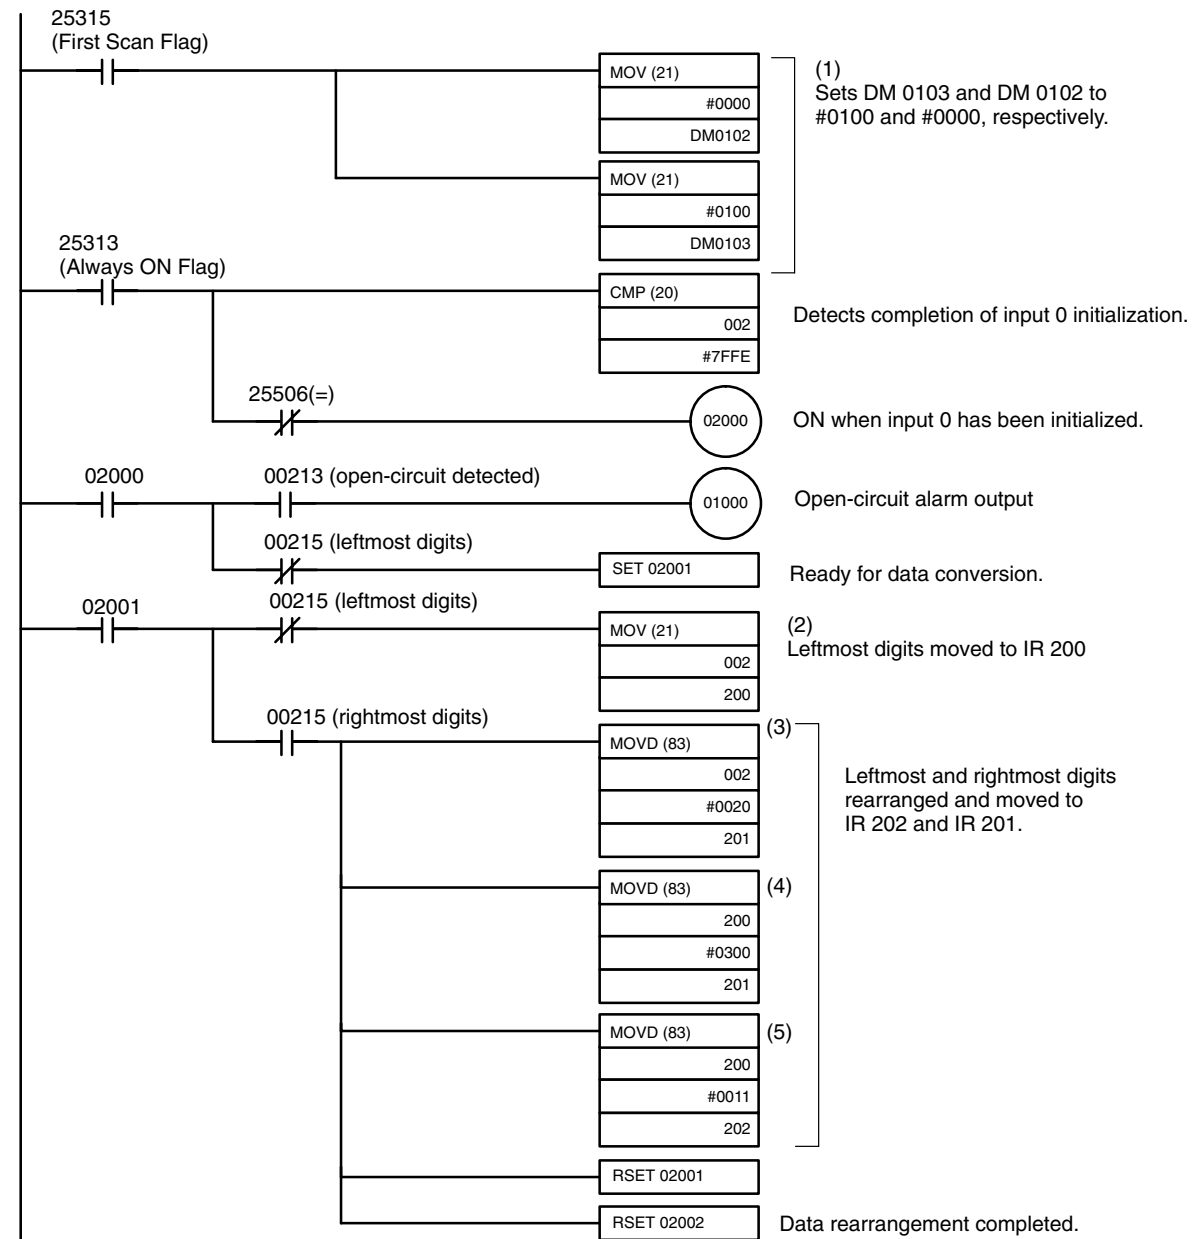 25315
(First Scan Flag)
MOV (21)
#0000
DM0102
(1)
Sets DM 0103 and DM 0102 to
#0100 and #0000, respectively.
MOV (21)
#0100
DM0103
25313
(Always ON Flag)
CMP (20)
002
#7FFE
Detects completion of input 0 initialization.
25506(=)
02000
ON when input 0 has been initialized.
02000
00213 (open-circuit detected)
01000
Open-circuit alarm output
00215 (leftmost digits)
SET 02001
Ready for data conversion.
02001
00215 (leftmost digits)
MOV (21)
002
200
(2)
Leftmost digits moved to IR 200
00215 (rightmost digits)
MOVD (83)
002
#0020
201
(3)
Leftmost and rightmost digits
rearranged and moved to
IR 202 and IR 201.
MOVD (83)
200
#0300
201
(4)
MOVD (83)
200
#0011
202
(5)
RSET 02001
RSET 02002
Data rearrangement completed.